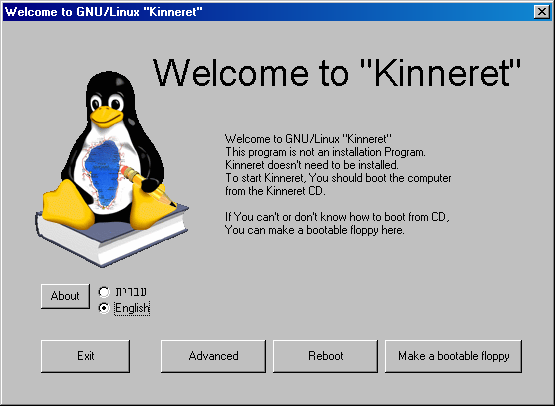 Welcome to GNU/Linux "Kinneret"
Welcome to "Kinneret"
Welcome to GNU/Linux "Kinneret"
This program is not an installation Program.
Kinneret doesn't need to be installed.
To start Kinneret, You should boot the computer
from the Kinneret CD.
If You can't or don't know how to boot from CD,
You can make a bootable floppy here.
About
עברית
English
Exit
Advanced
Reboot
Make a bootable floppy